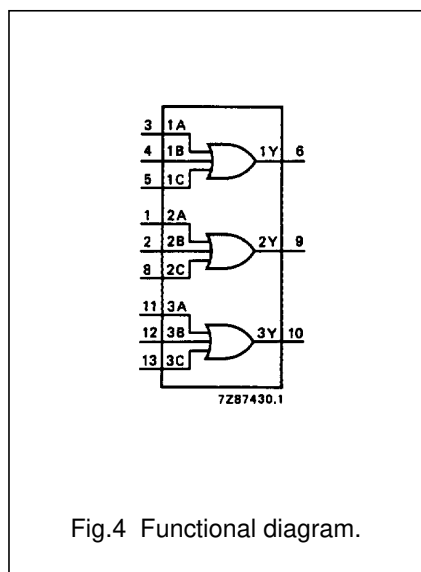 3 1A
4 1B 1Y 6
5 1C
1 2A
2 2B 2Y 9
8 2C
11 3A
12 3B 3Y 10
13 3C
7Z87430.1
Fig.4 Functional diagram.